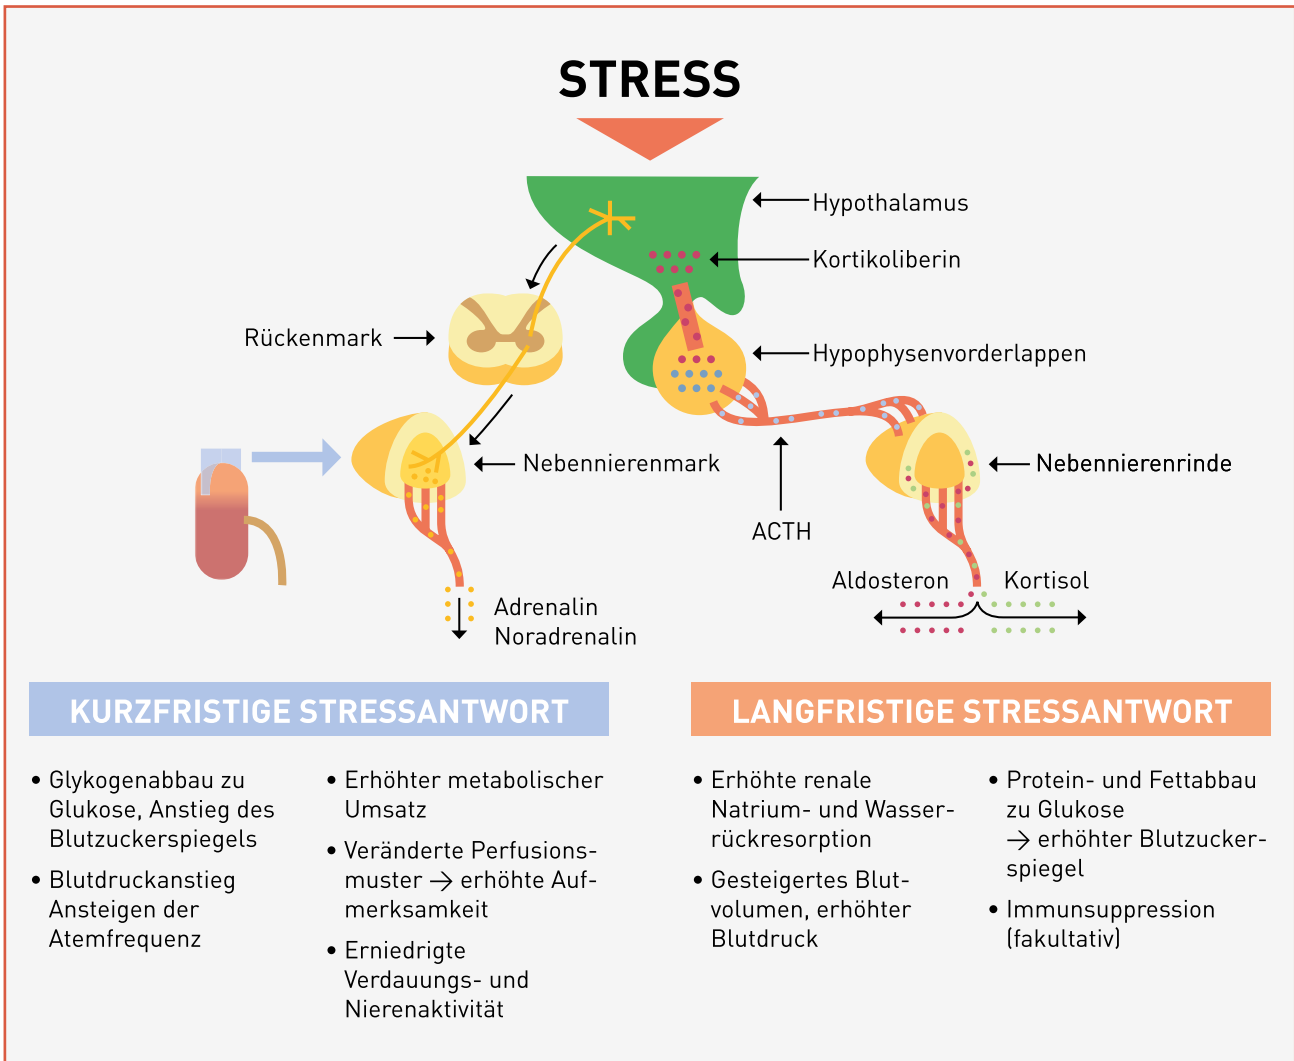 STRESS
Hypothalamus
Kortikoliberin
Rückenmark
Hypophysenvorderlappen
Nebennierenmark
Nebennierenrinde
ACTH
Aldosteron
Kortisol
Adrenalin
Noradrenalin
KURZFRISTIGE STRESSANTWORT
• Glykogenabbau zu
Glukose, Anstieg des
Blutzuckerspiegels
• Blutdruckanstieg
Ansteigen der
Atemfrequenz
• Erhöhter metabolischer
Umsatz
• Veränderte Perfusions-
muster → erhöhte Auf-
merksamkeit
• Erniedrigte
Verdauungs- und
Nierenaktivität
LANGFRISTIGE STRESSANTWORT
• Erhöhte renale
Natrium- und Wasser-
rückresorption
• Gesteigertes Blut-
volumen, erhöhter
Blutdruck
• Protein- und Fettabbau
zu Glukose
→ erhöhter Blutzucker-
spiegel
• Immunsuppression
(fakultativ)